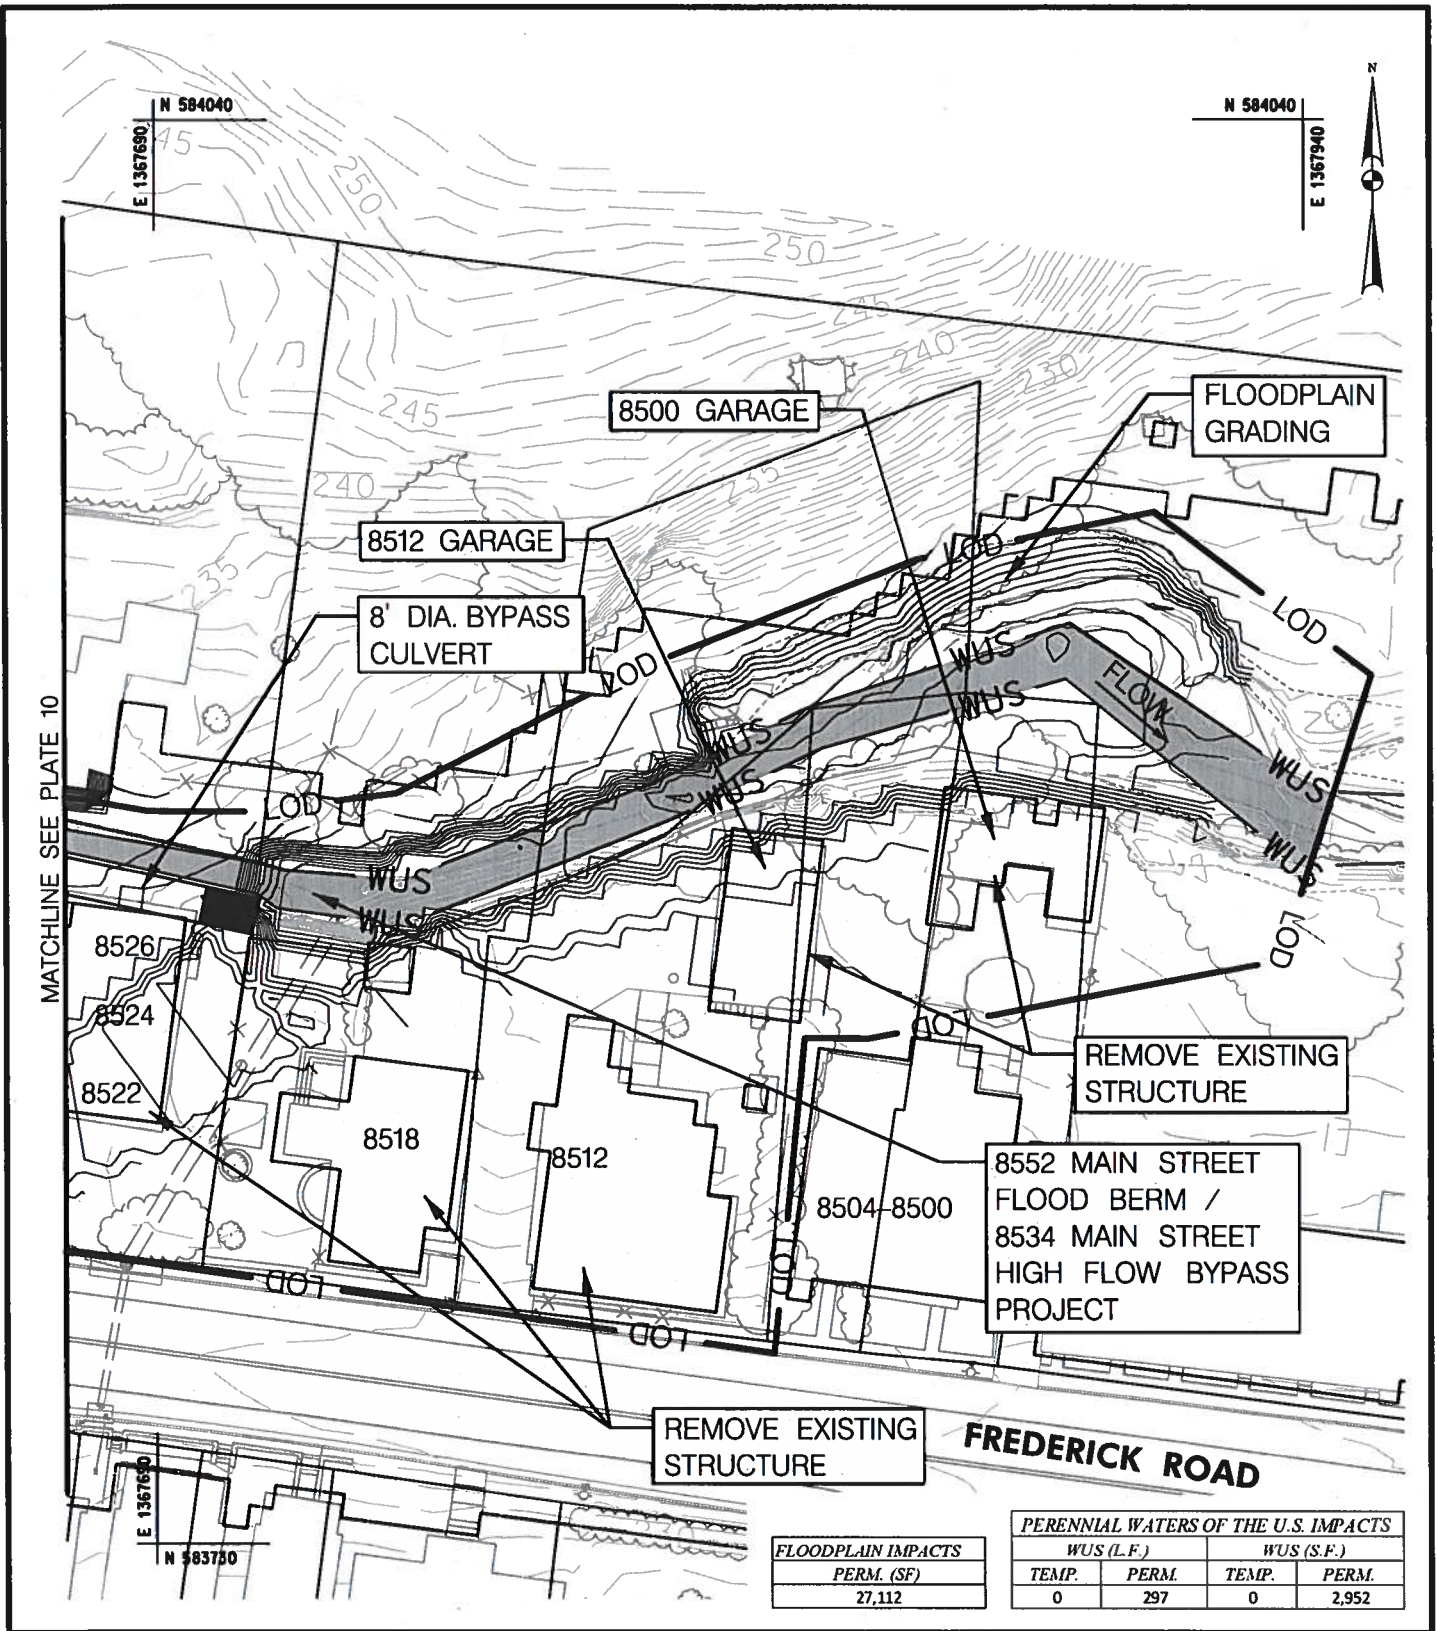 N
N 584040
N 584040
E 1367690
E 1367940
45
250
250
245
240
230
245
8500 GARAGE
FLOODPLAIN
GRADING
235
240
8512 GARAGE
LOD
235
8' DIA. BYPASS
CULVERT
LOD
LOD
WUS
WUS
FLOW
WUS
WUS
WUS
LOD
WUS
WUS
WUS
LOD
MATCHLINE SEE PLATE 10
8526
8524
8522
LOD
REMOVE EXISTING
STRUCTURE
8518
8512
8504-8500
8552 MAIN STREET
FLOOD BERM /
8534 MAIN STREET
HIGH FLOW BYPASS
PROJECT
LOD
LOD
LOD
REMOVE EXISTING
STRUCTURE
FREDERICK ROAD
E 1367690
N 583730
FLOODPLAIN IMPACTS
PERM. (SF)
27,112
PERENNIAL WATERS OF THE U.S. IMPACTS
WUS (L.F.) WUS (S.F.)
TEMP. PERM. TEMP. PERM.
0 297 0 2,952